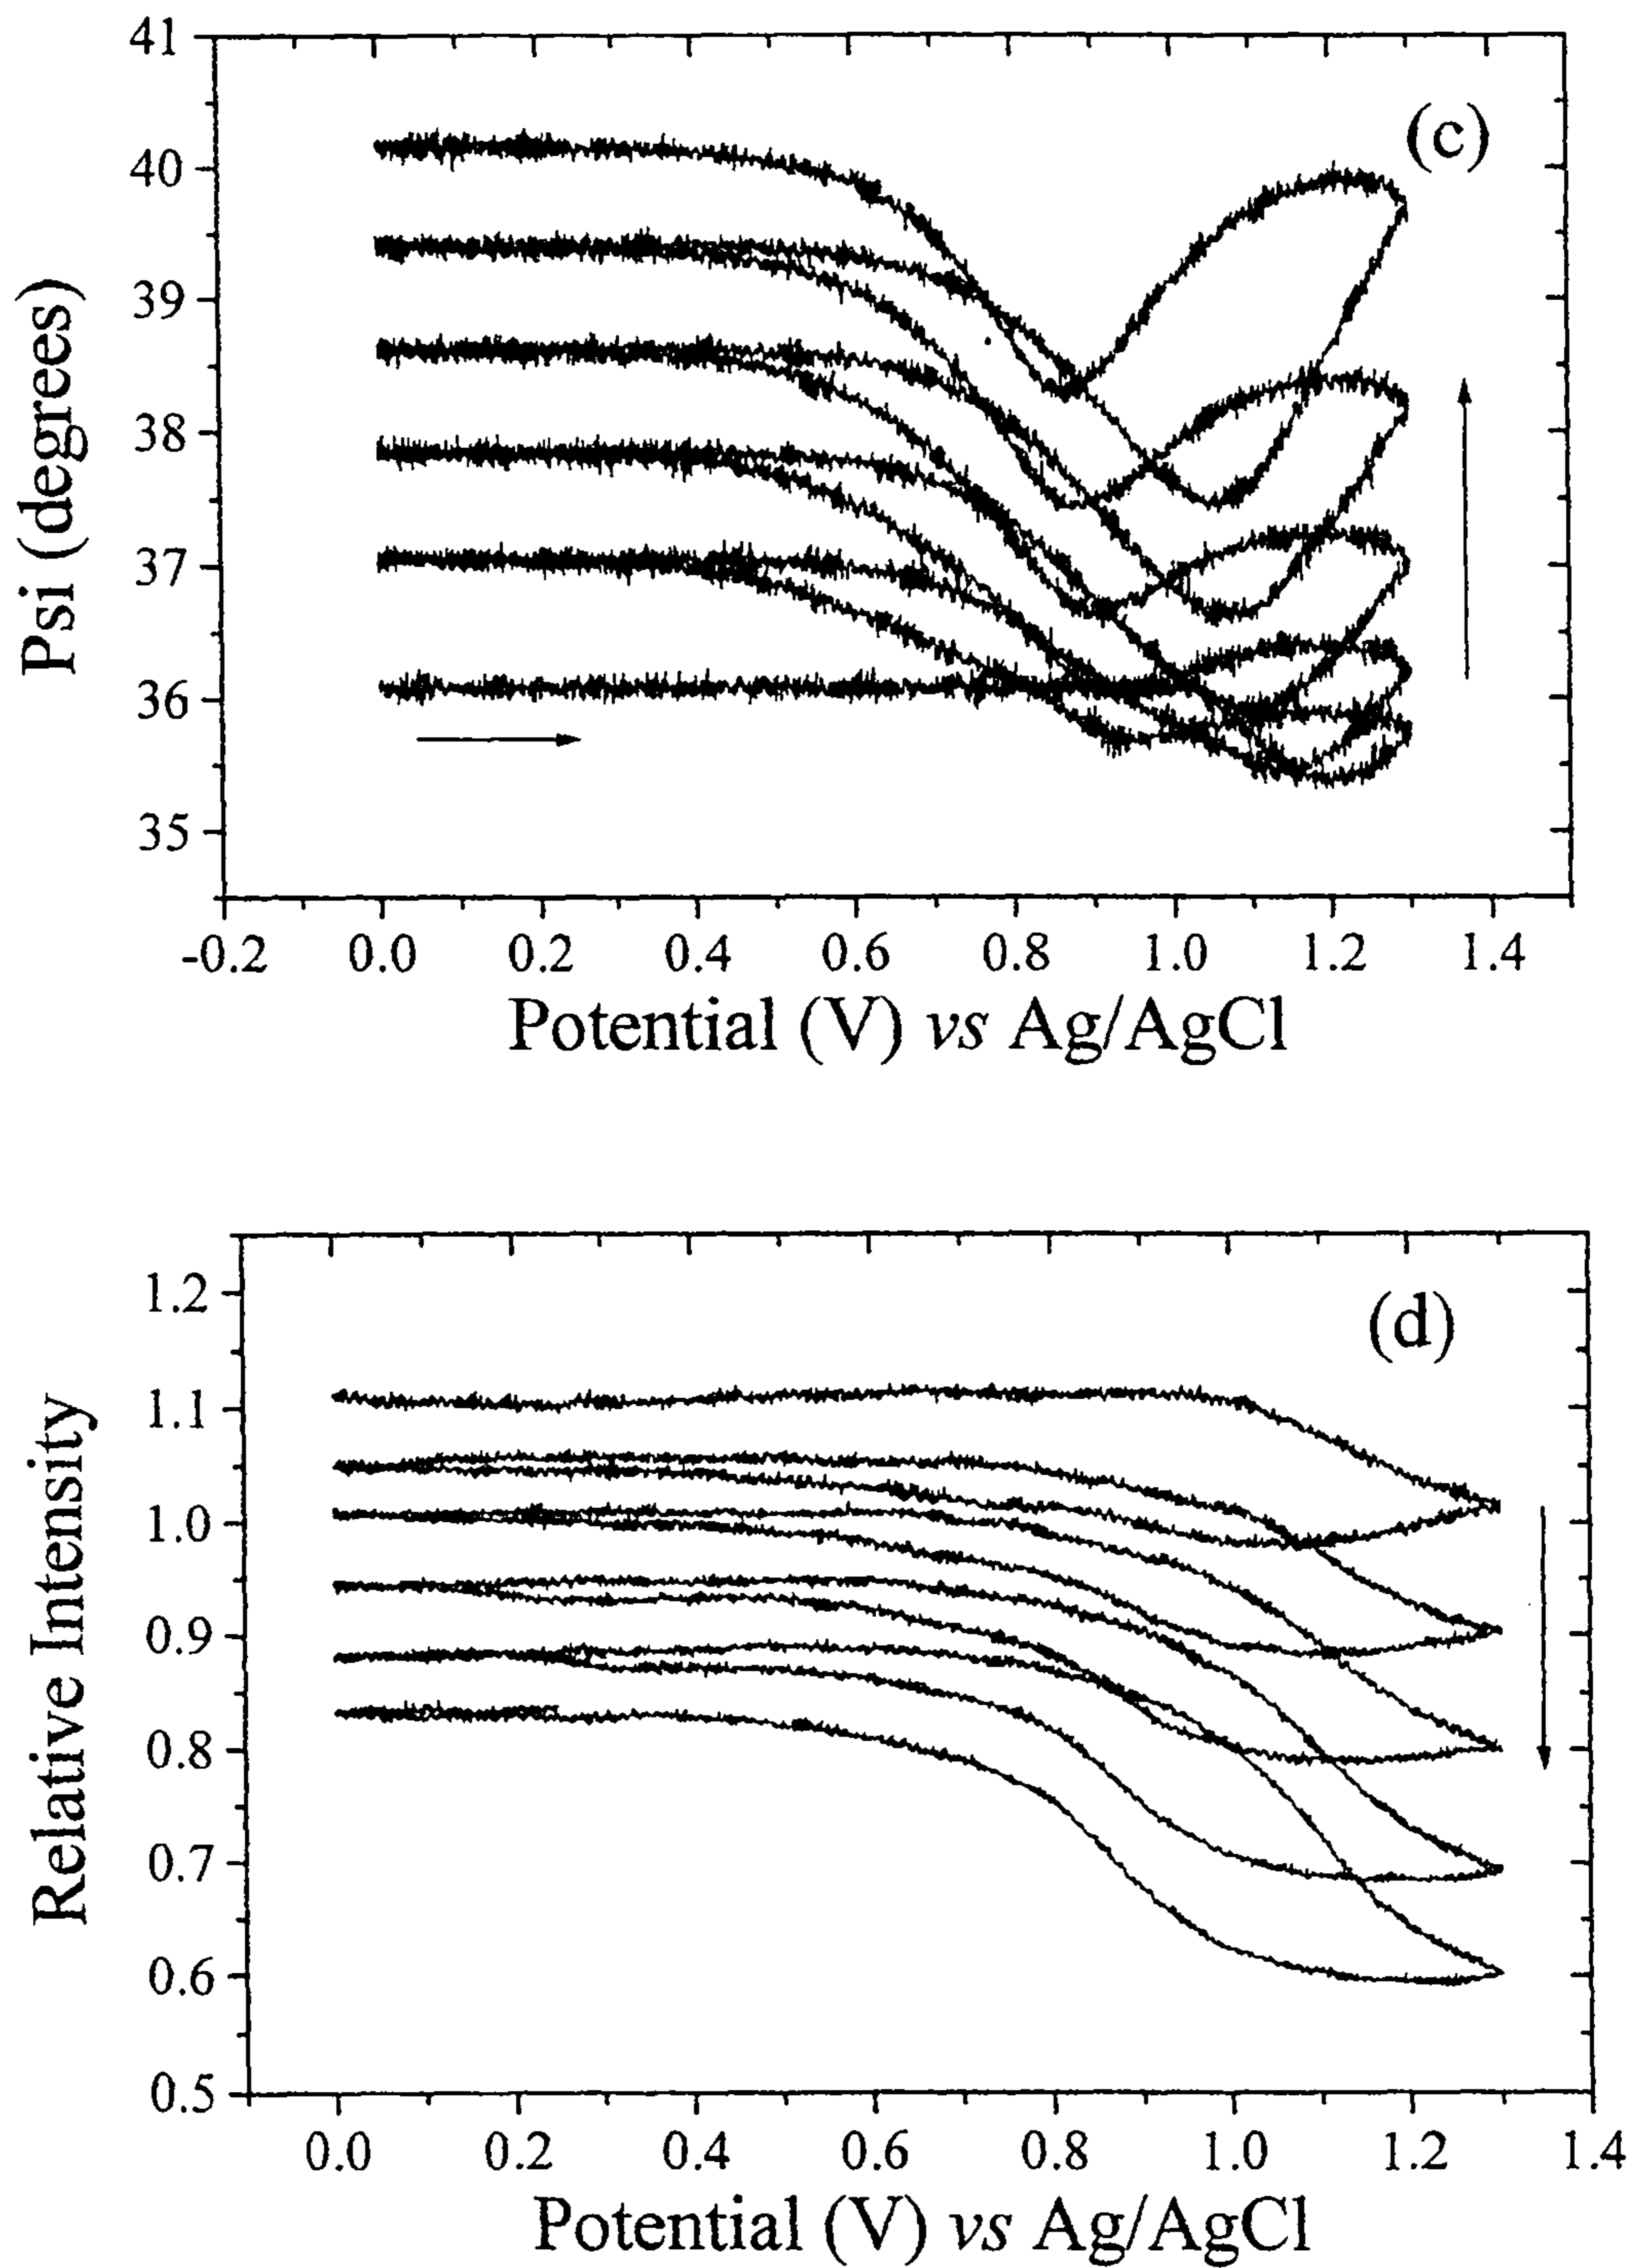 41
40
39
38
37
36
35
Psi (degrees)
(c)
-0.2 0.0 0.2 0.4 0.6 0.8 1.0 1.2 1.4
Potential (V) vs Ag/AgCl
1.2
1.1
1.0
0.9
0.8
0.7
0.6
0.5
Relative Intensity
(d)
0.0 0.2 0.4 0.6 0.8 1.0 1.2 1.4
Potential (V) vs Ag/AgCl